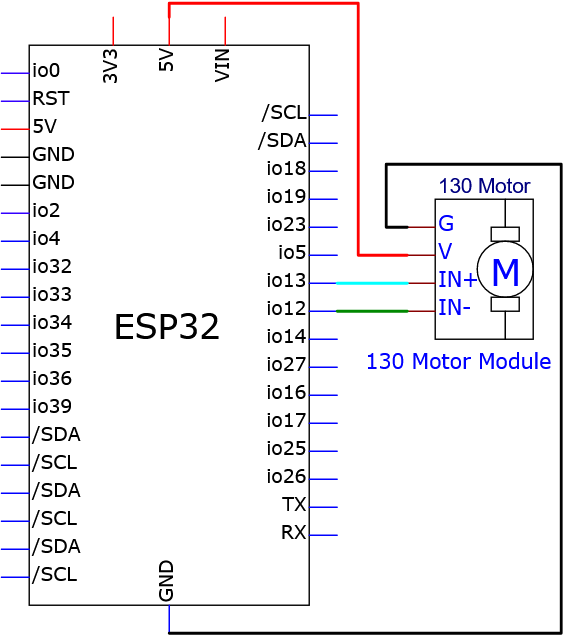 3V3
5V
VIN
io0
RST
5V
GND
GND
io2
io4
io32
io33
io34
io35
io36
io39
/SDA
/SCL
/SDA
/SCL
/SDA
/SCL
ESP32
/SCL
/SDA
io18
io19
io23
io5
io13
io12
io14
io27
io16
io17
io25
io26
TX
RX
GND
130 Motor
G
V
IN+
IN-
M
130 Motor Module